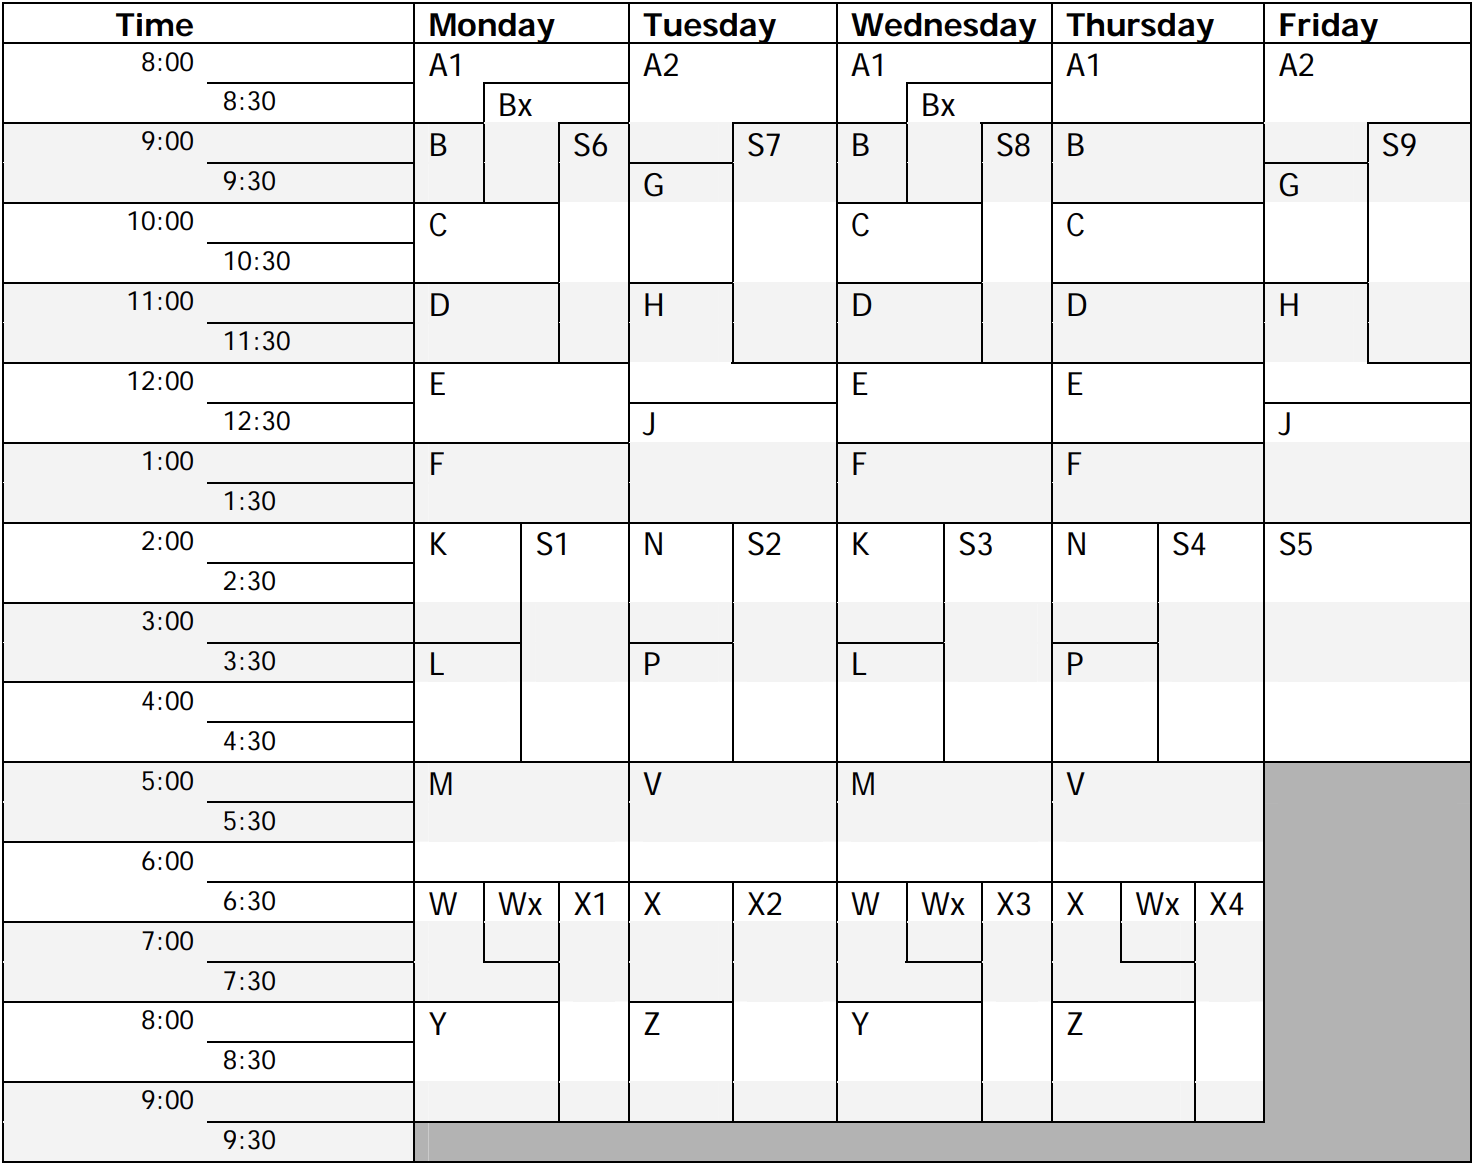 Time Monday Tuesday Wednesday Thursday Friday
8:00 A1 A2 A1 A1 A2
8:30 Bx Bx
9:00 B S6 S7 B S8 B S9
9:30 G G
10:00 C C C
10:30
11:00 D H D D H
11:30
12:00 E E E
12:30 J J
1:00 F F F
1:30
2:00 K S1 N S2 K S3 N S4 S5
2:30
3:00
3:30 L P L P
4:00
4:30
5:00 M V M V
5:30
6:00
6:30 W Wx X1 X X2 W Wx X3 X Wx X4
7:00
7:30
8:00 Y Z Y Z
8:30
9:00
9:30